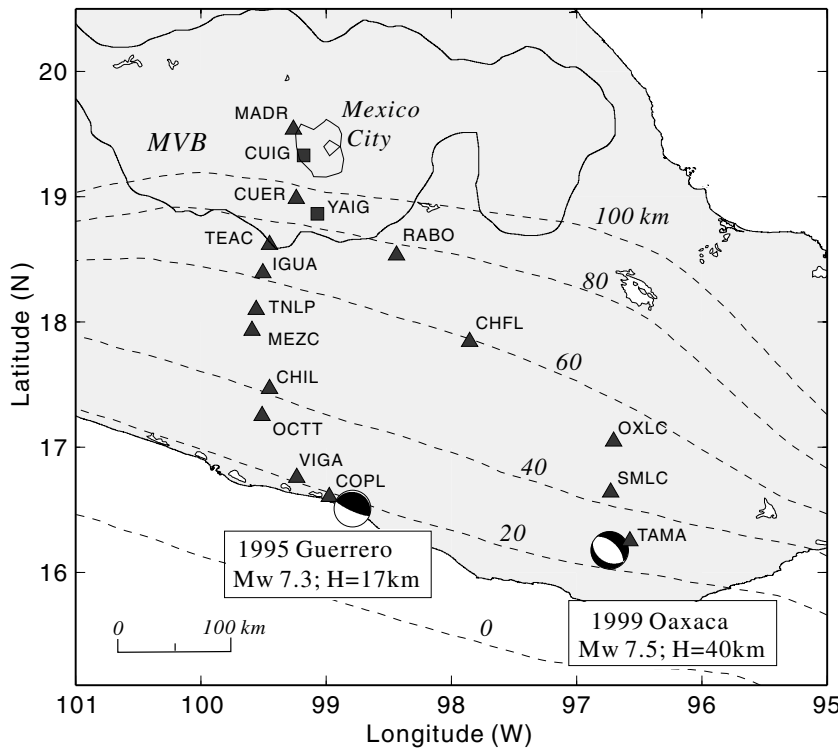 20
19
18
17
16
Latitude (N)
MADR
Mexico
City
MVB
CUIG
CUER
YAIG
100 km
TEAC
RABO
IGUA
80
TNLP
CHFL
MEZC
60
CHIL
OXLC
OCTT
VIGA
40
SMLC
COPL
20
TAMA
1995 Guerrero
Mw 7.3; H=17km
0
1999 Oaxaca
Mw 7.5; H=40km
0 100 km
101 100 99 98 97 96 95
Longitude (W)